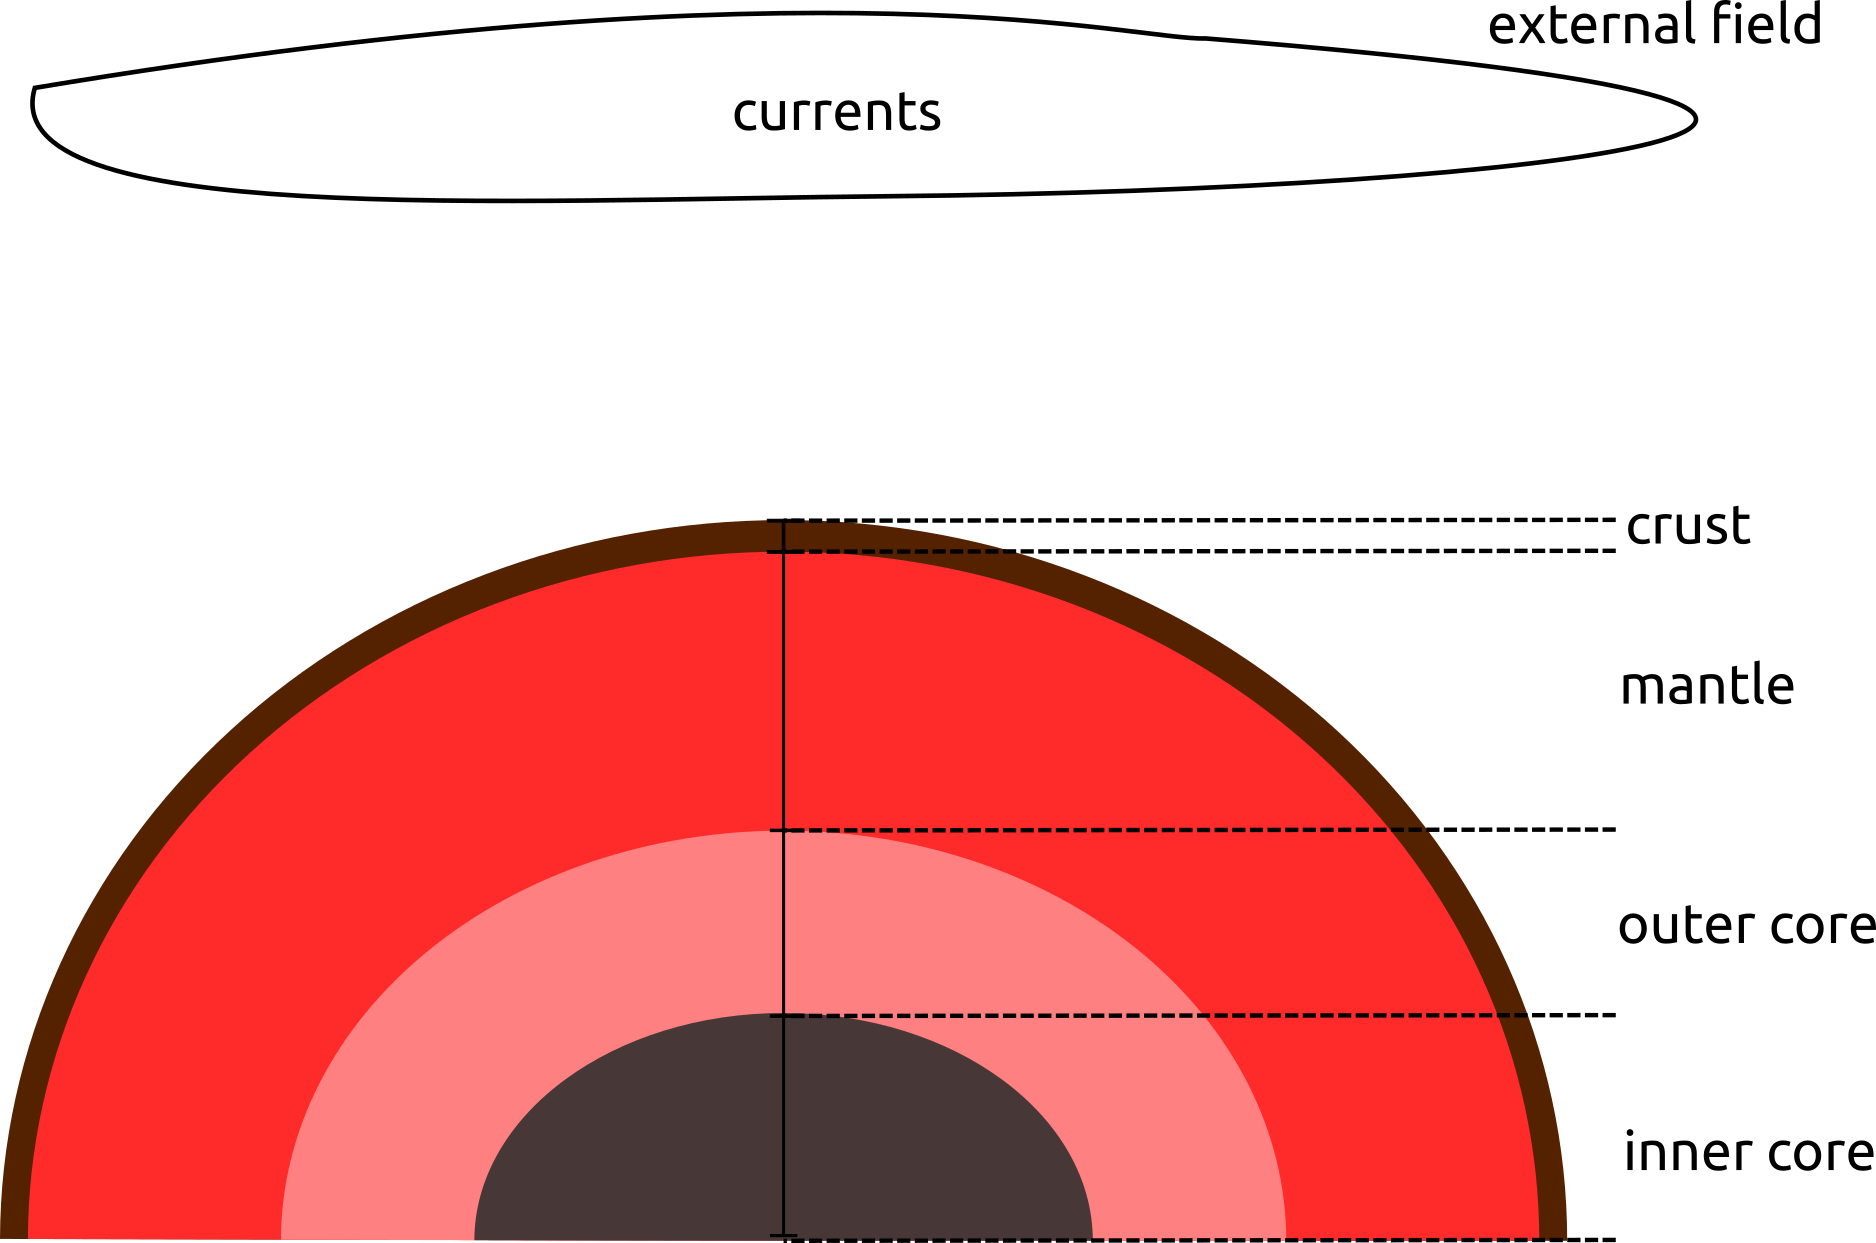 external field
currents
crust
mantle
outer core
inner core